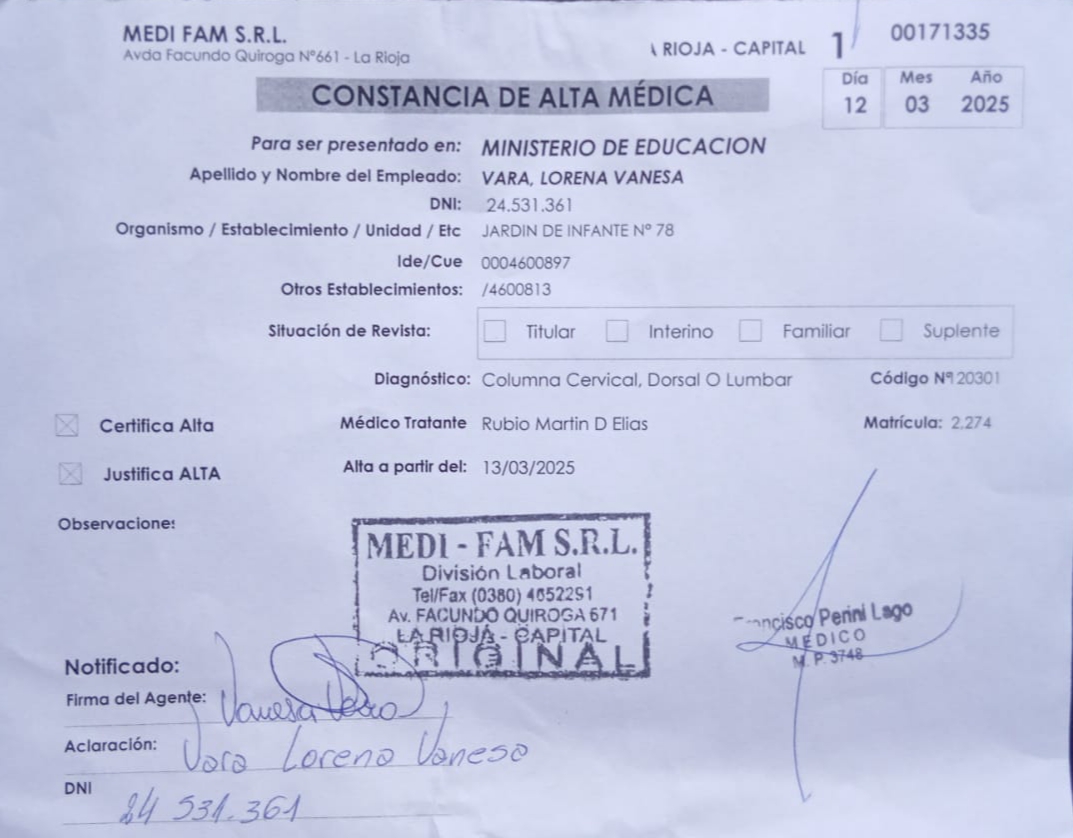 MEDI FAM S.R.L.
Avda Facundo Quiroga Nº661 - La Rioja
RIOJA - CAPITAL
1
00171335
Día Mes Año
12 03 2025
CONSTANCIA DE ALTA MÉDICA
Para ser presentado en: MINISTERIO DE EDUCACION
Apellido y Nombre del Empleado: VARA, LORENA VANESA
DNI: 24.531.361
Organismo / Establecimiento / Unidad / Etc JARDIN DE INFANTE Nº 78
Ide/Cue 0004600897
Otros Establecimientos: /4600813
Situación de Revista: Titular Interino Familiar Suplente
Diagnóstico: Columna Cervical, Dorsal O Lumbar Código Nº 20301
Certifica Alta Médico Tratante Rubio Martin D Elias Matrícula: 2.274
Justifica ALTA Alta a partir del: 13/03/2025
Observacione:
MEDI - FAM S.R.L.
División Laboral
Tel/Fax (0380) 4652291
Av. FACUNDO QUIROGA 671
LA RIOJA - CAPITAL
ORIGINAL
Perini Lago
MEDICO
M. P. 3748
Notificado:
Firma del Agente: Vanesa Vara
Aclaración: Vara Lorena Vanesa
DNI 24 531.361